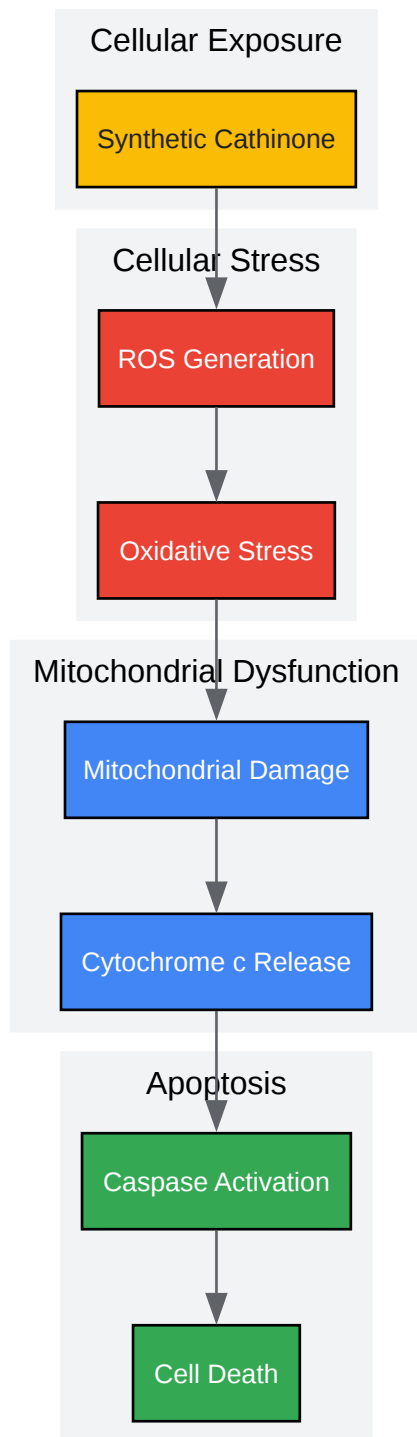 Cellular Exposure
Synthetic Cathinone
Cellular Stress
ROS Generation
Oxidative Stress
Mitochondrial Dysfunction
Mitochondrial Damage
Cytochrome c Release
Apoptosis
Caspase Activation
Cell Death